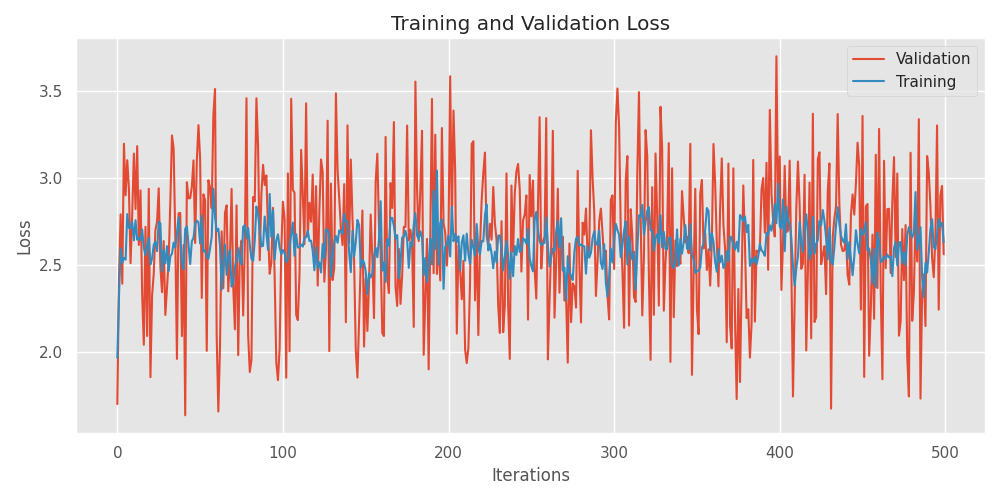 Training and Validation Loss
Validation
Training
Loss
3.5
3.0
2.5
2.0
0
100
200
300
400
500
Iterations